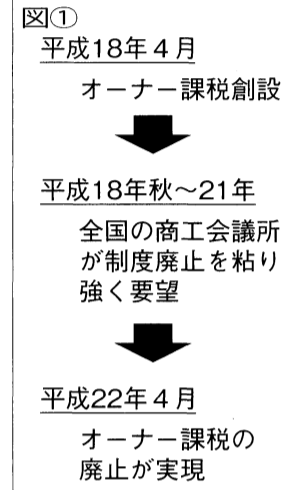 図①
平成18年４月
オーナー課税創設
平成18年秋～21年
全国の商工会議所
が制度廃止を粘り
強く要望
平成22年４月
オーナー課税の
廃止が実現